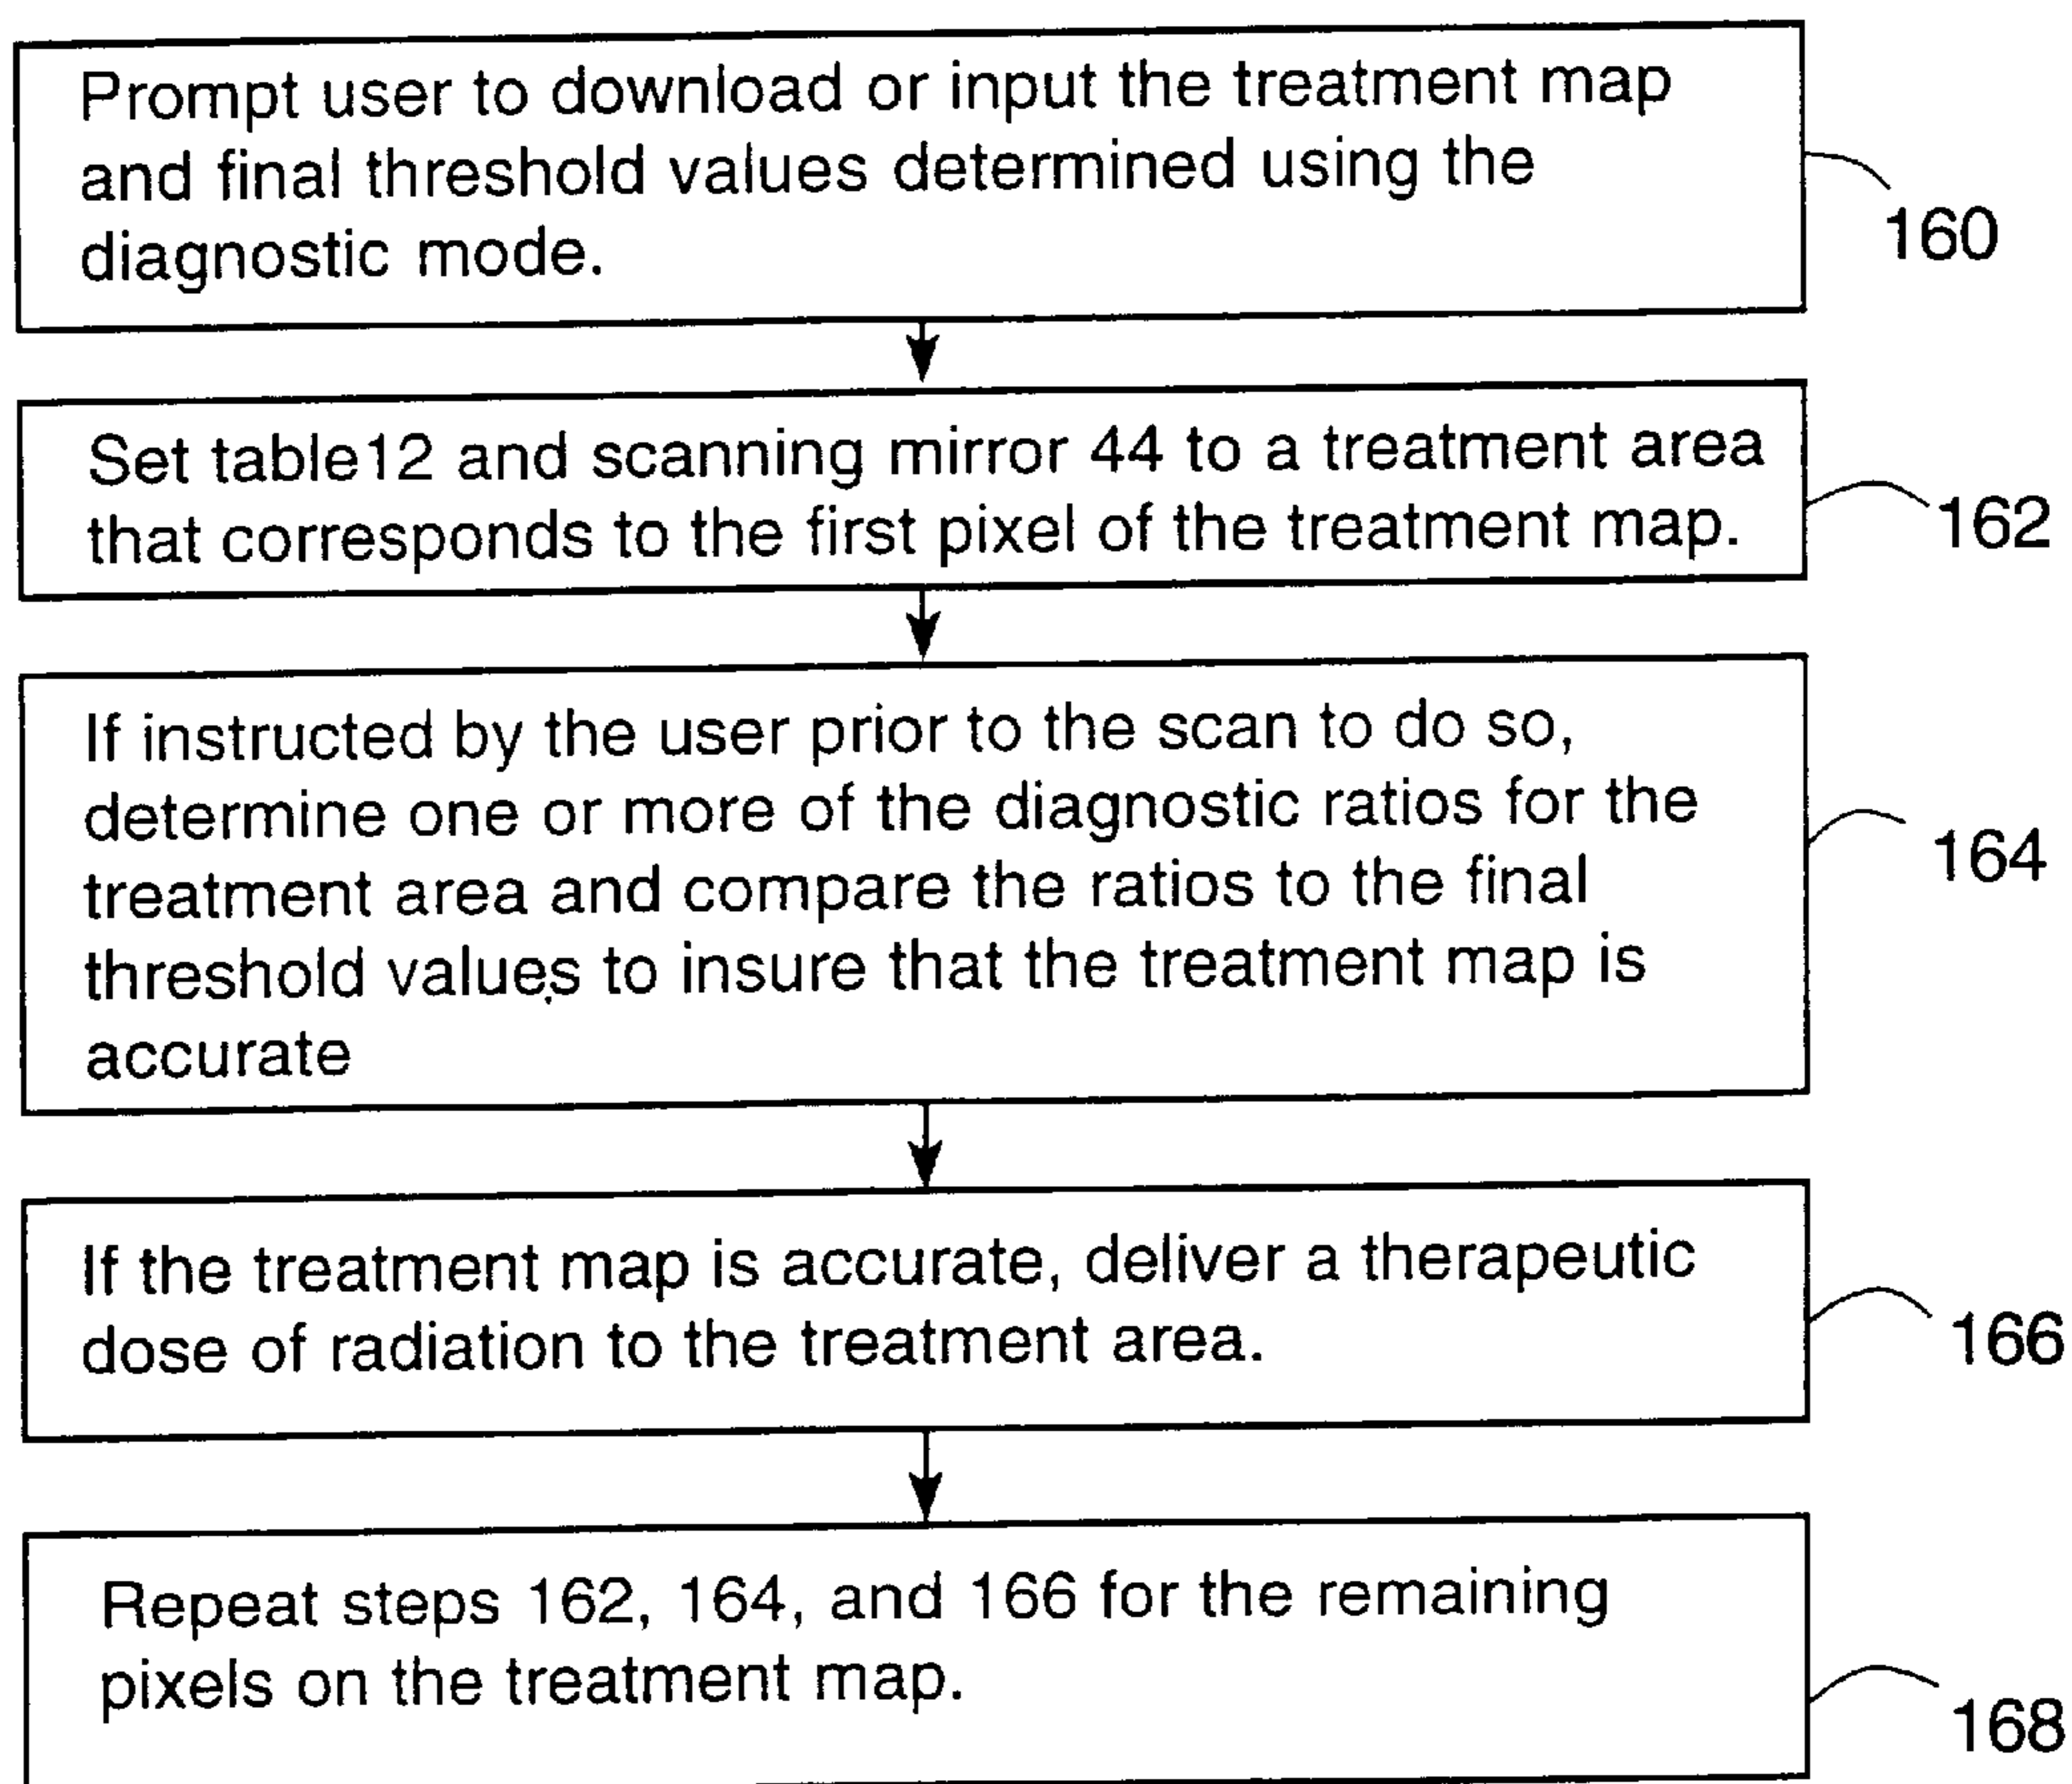 Prompt user to download or input the treatment map
and final threshold values determined using the
diagnostic mode.
160
Set table12 and scanning mirror 44 to a treatment area
that corresponds to the first pixel of the treatment map.
162
If instructed by the user prior to the scan to do so,
determine one or more of the diagnostic ratios for the
treatment area and compare the ratios to the final
threshold values to insure that the treatment map is
accurate
164
If the treatment map is accurate, deliver a therapeutic
dose of radiation to the treatment area.
166
Repeat steps 162, 164, and 166 for the remaining
pixels on the treatment map.
168